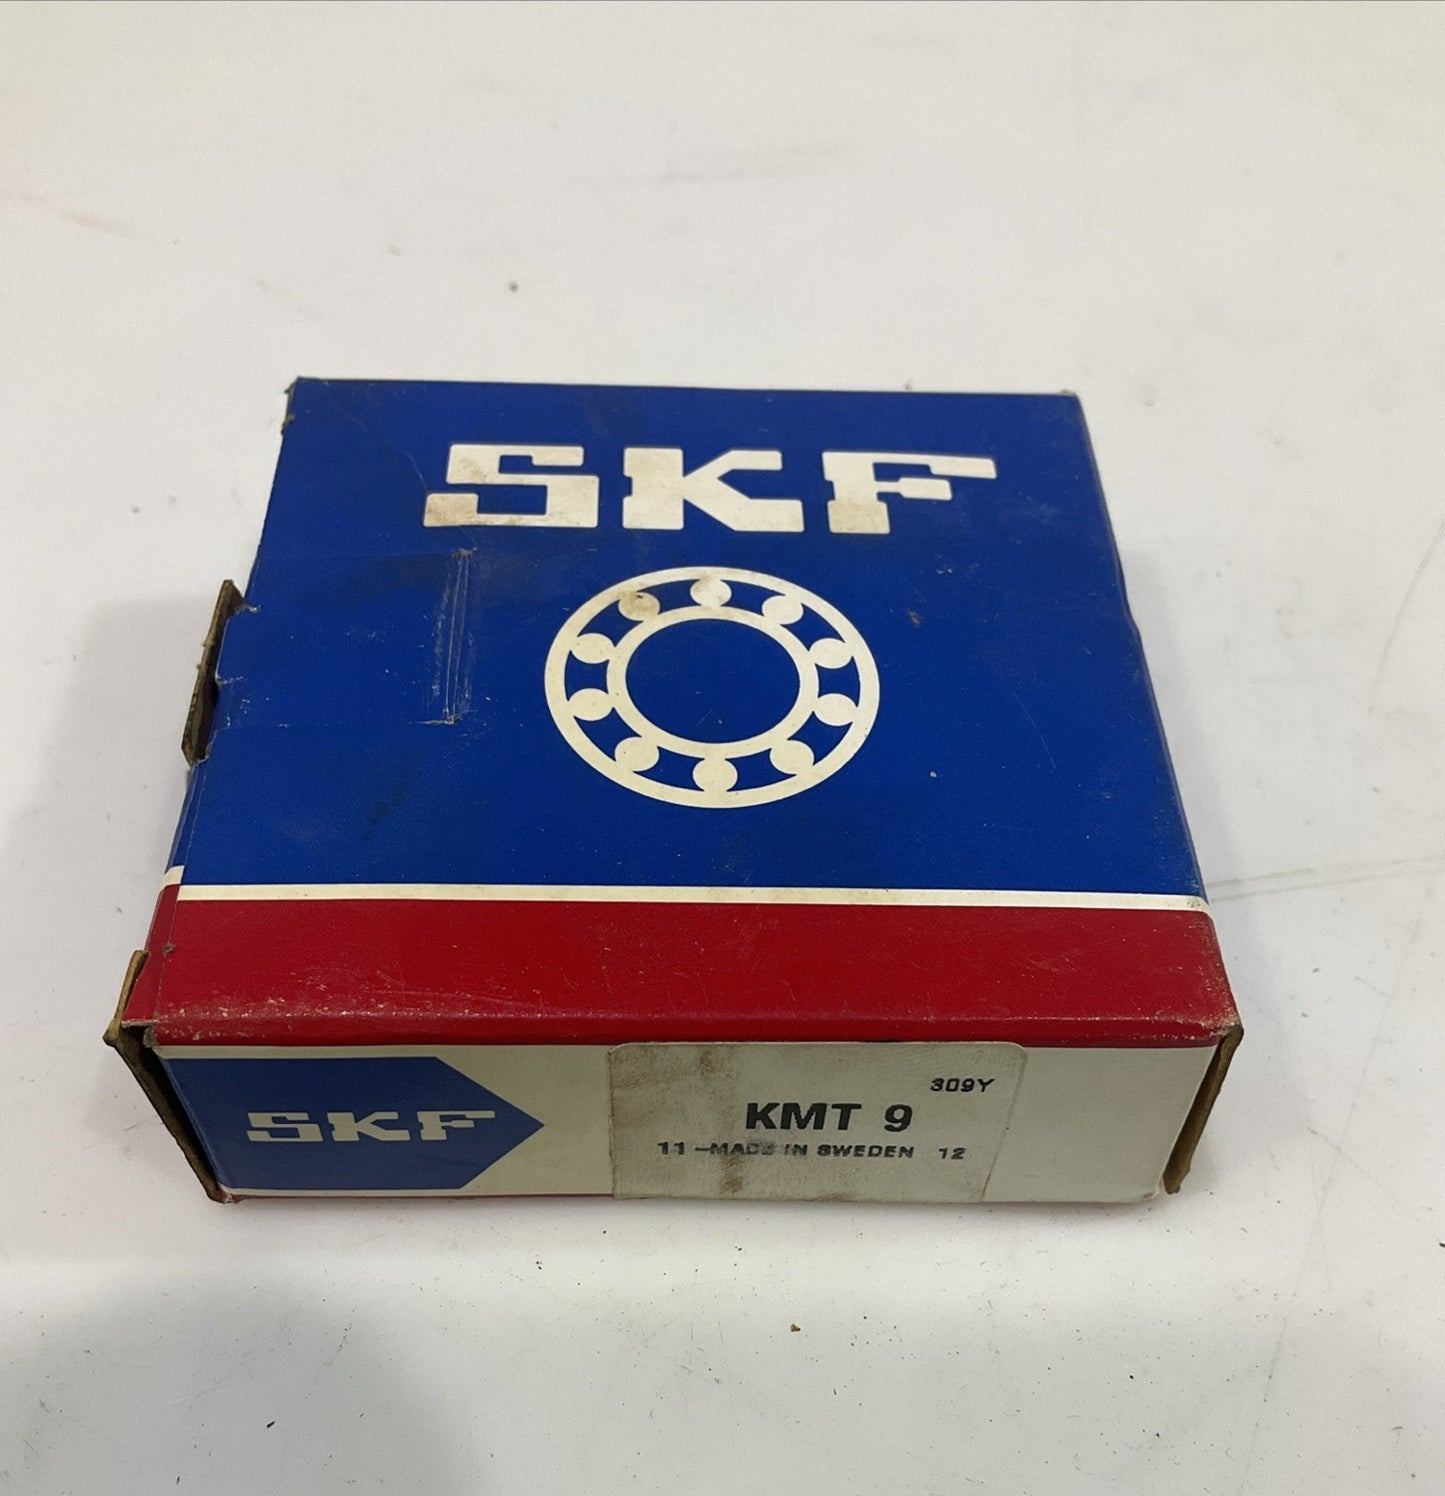 SKF
SKF
309Y
KMT 9
11 -MADE IN SWEDEN 12